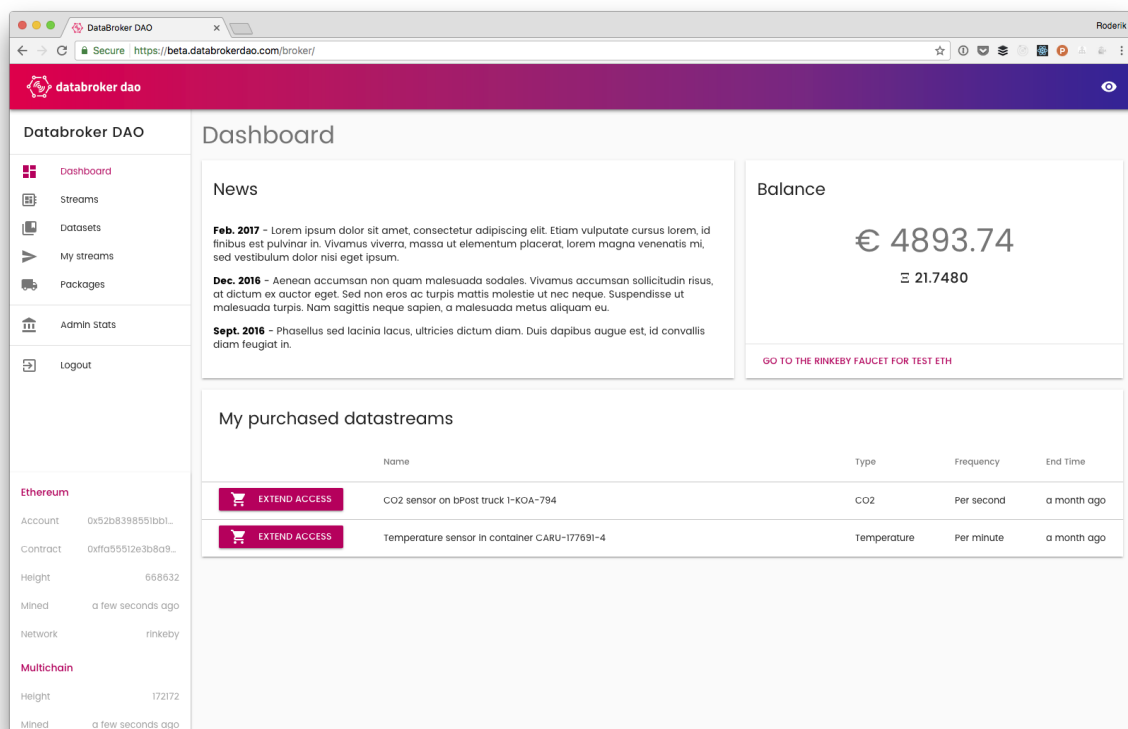 DataBroker DAO
Roderik
Secure
https://beta.databrokerdao.com/broker/
databroker dao
Databroker DAO
Dashboard
Streams
Datasets
My streams
Packages
Admin Stats
Logout
Ethereum
Account 0x52b8398551bb1...
Contract 0xffa55512e3b8a9...
Height 668632
Mined a few seconds ago
Network rinkeby
Multichain
Height 172172
Mined a few seconds ago
Dashboard
News
Feb. 2017 - Lorem ipsum dolor sit amet, consectetur adipiscing elit. Etiam vulputate cursus lorem, id
finibus est pulvinar in. Vivamus viverra, massa ut elementum placerat, lorem magna venenatis mi,
sed vestibulum dolor nisi eget ipsum.
Dec. 2016 - Aenean accumsan non quam malesuada sodales. Vivamus accumsan sollicitudin risus,
at dictum ex auctor eget. Sed non eros ac turpis mattis molestie ut nec neque. Suspendisse ut
malesuada turpis. Nam sagittis neque sapien, a malesuada metus aliquam eu.
Sept. 2016 - Phasellus sed lacinia lacus, ultricies dictum diam. Duis dapibus augue est, id convallis
diam feugiat in.
Balance
€ 4893.74
Ξ 21.7480
GO TO THE RINKEBY FAUCET FOR TEST ETH
My purchased datastreams
Name Type Frequency End Time
EXTEND ACCESS CO2 sensor on bPost truck 1-KOA-794 CO2 Per second a month ago
EXTEND ACCESS Temperature sensor in container CARU-177691-4 Temperature Per minute a month ago